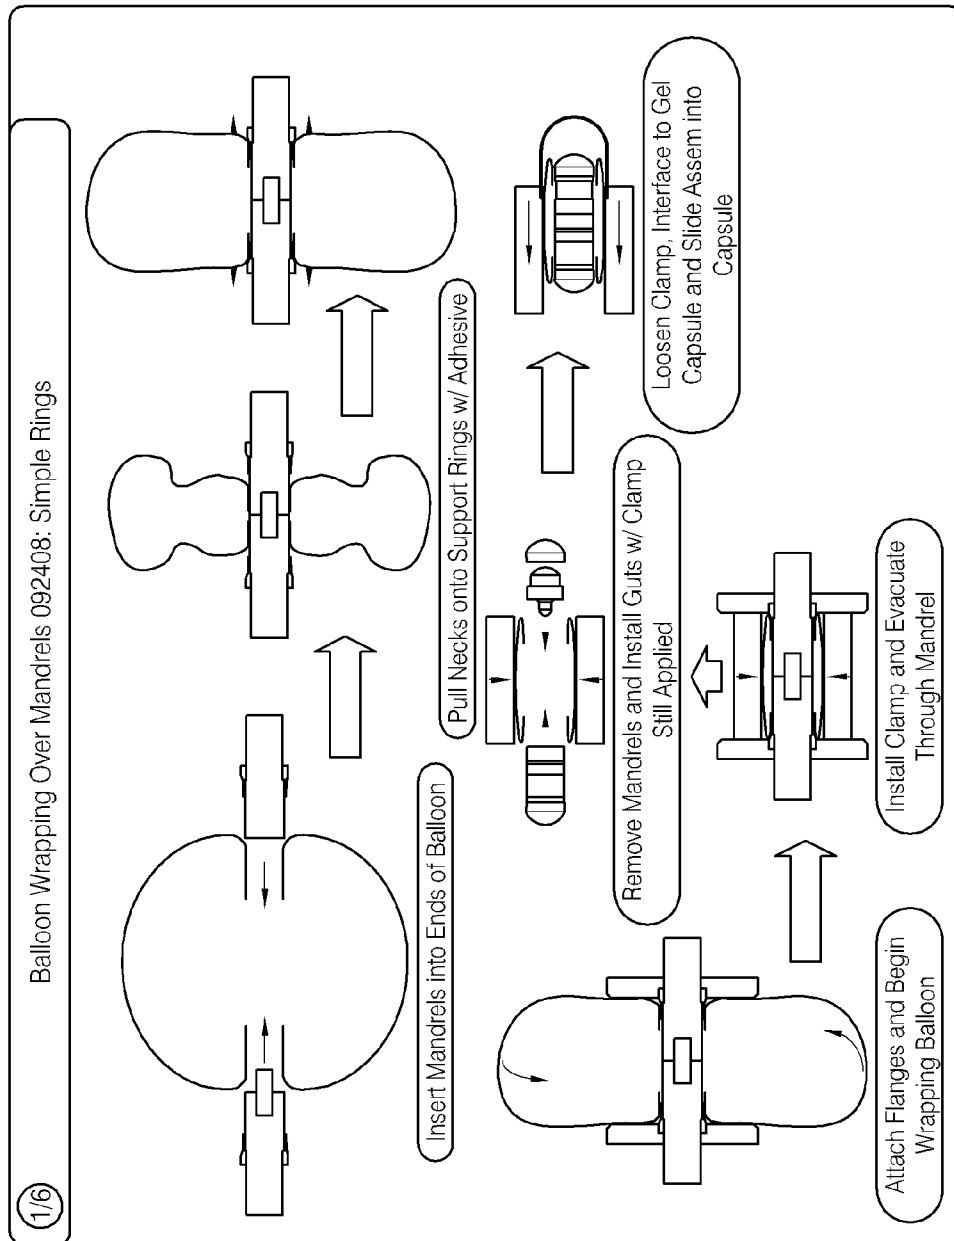 1/6
Balloon Wrapping Over Mandrels 092408: Simple Rings
Insert Mandrels into Ends of Balloon
Pull Necks onto Support Rings w/ Adhesive
Attach Flanges and Begin
Wrapping Balloon
Install Clamp and Evacuate
Through Mandrel
Remove Mandrels and Install Guts w/ Clamp
Still Applied
Loosen Clamp, Interface to Gel
Capsule and Slide Assem into
Capsule